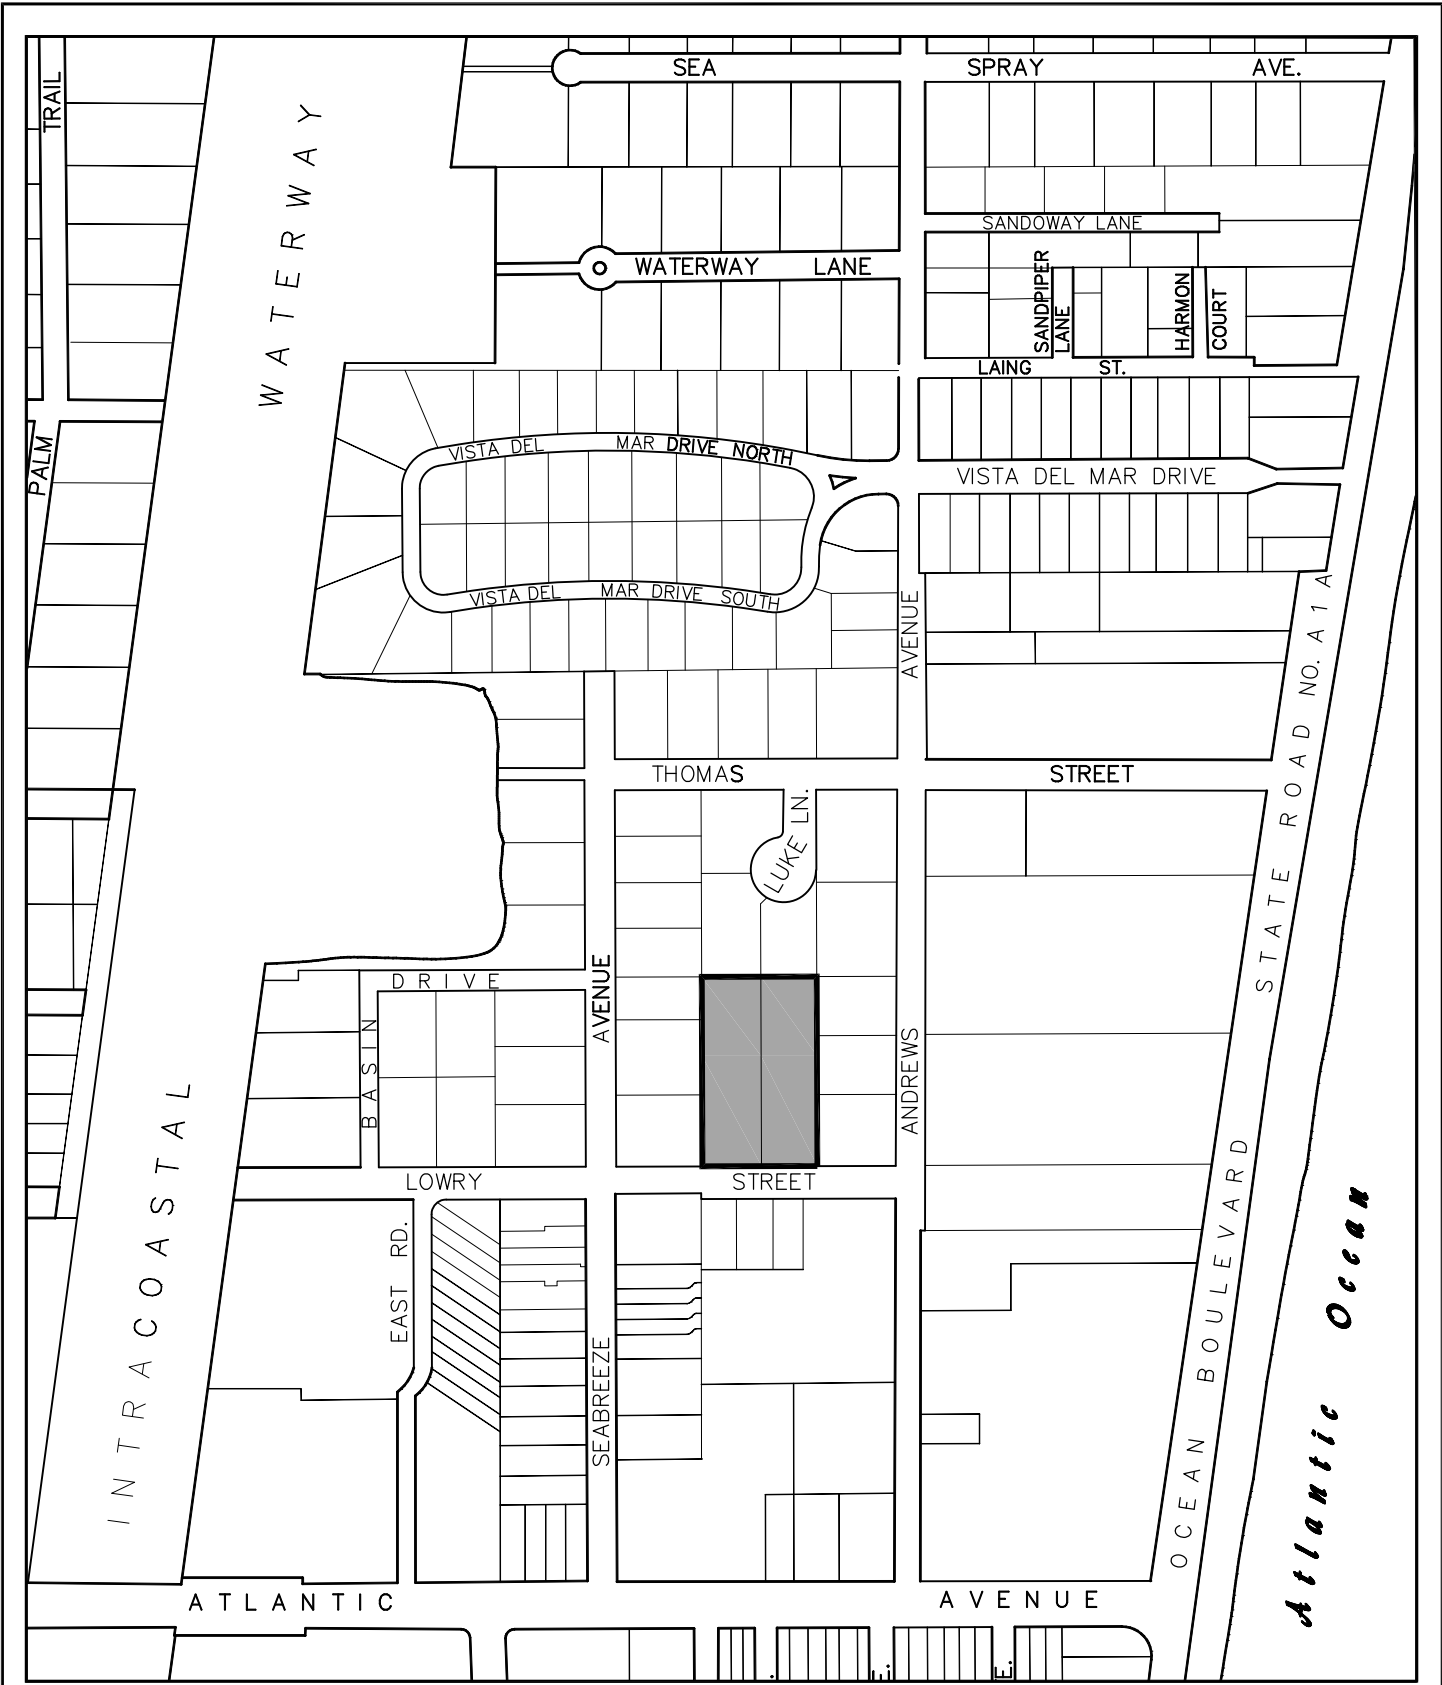 SEA SPRAY AVE.
TRAIL
WATERWAY
SANDOWAY LANE
WATERWAY LANE
SANDPIPER
LANE
HARMON
COURT
LAING ST.
PALM
VISTA DEL MAR DRIVE NORTH
VISTA DEL MAR DRIVE
VISTA DEL MAR DRIVE SOUTH
AVENUE
STATE ROAD NO. A1A
THOMAS STREET
LUKE LN.
AVENUE
DRIVE
BASIN
ANDREWS
LOWRY STREET
INTRACOASTAL
EAST RD.
SEABREEZE
OCEAN BOULEVARD
Atlantic Ocean
ATLANTIC AVENUE
E.
E.